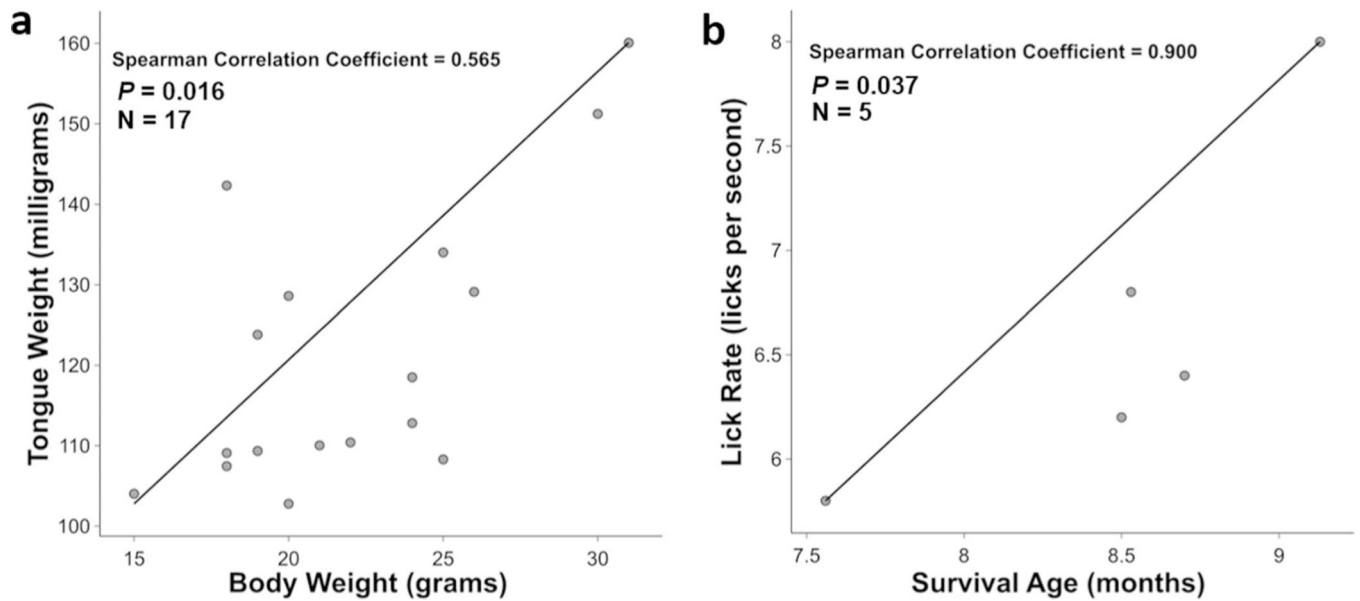 a
Spearman Correlation Coefficient = 0.565
P = 0.016
N = 17
Tongue Weight (milligrams)
160
150
140
130
120
110
100
15 20 25 30
Body Weight (grams)
b
Spearman Correlation Coefficient = 0.900
P = 0.037
N = 5
Lick Rate (licks per second)
8
7.5
7
6.5
6
7.5 8 8.5 9
Survival Age (months)